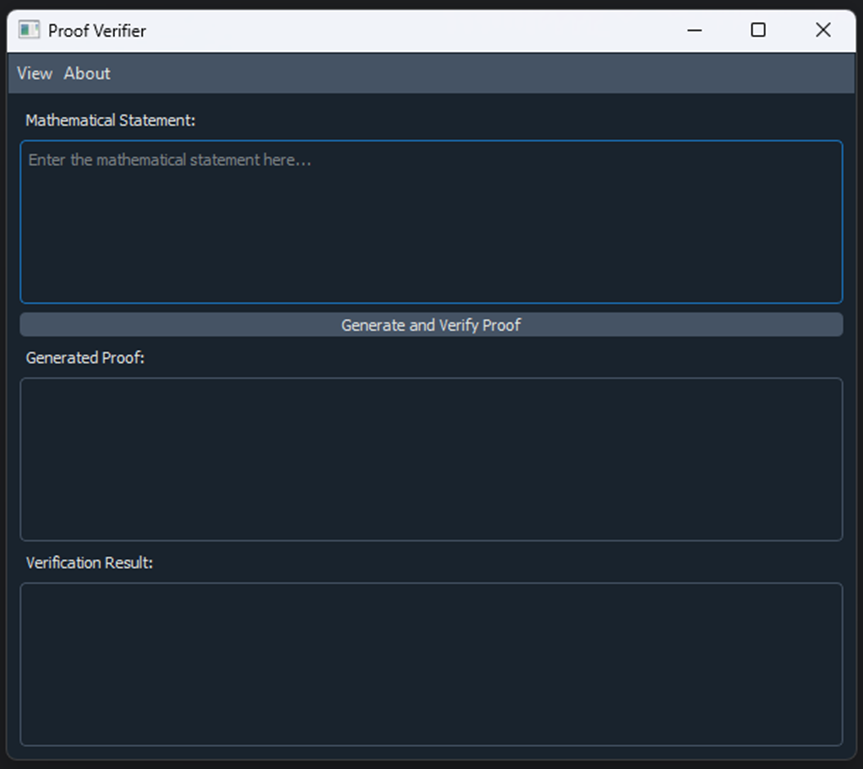 Proof Verifier
View About
Mathematical Statement:
Enter the mathematical statement here...
Generate and Verify Proof
Generated Proof:
Verification Result: